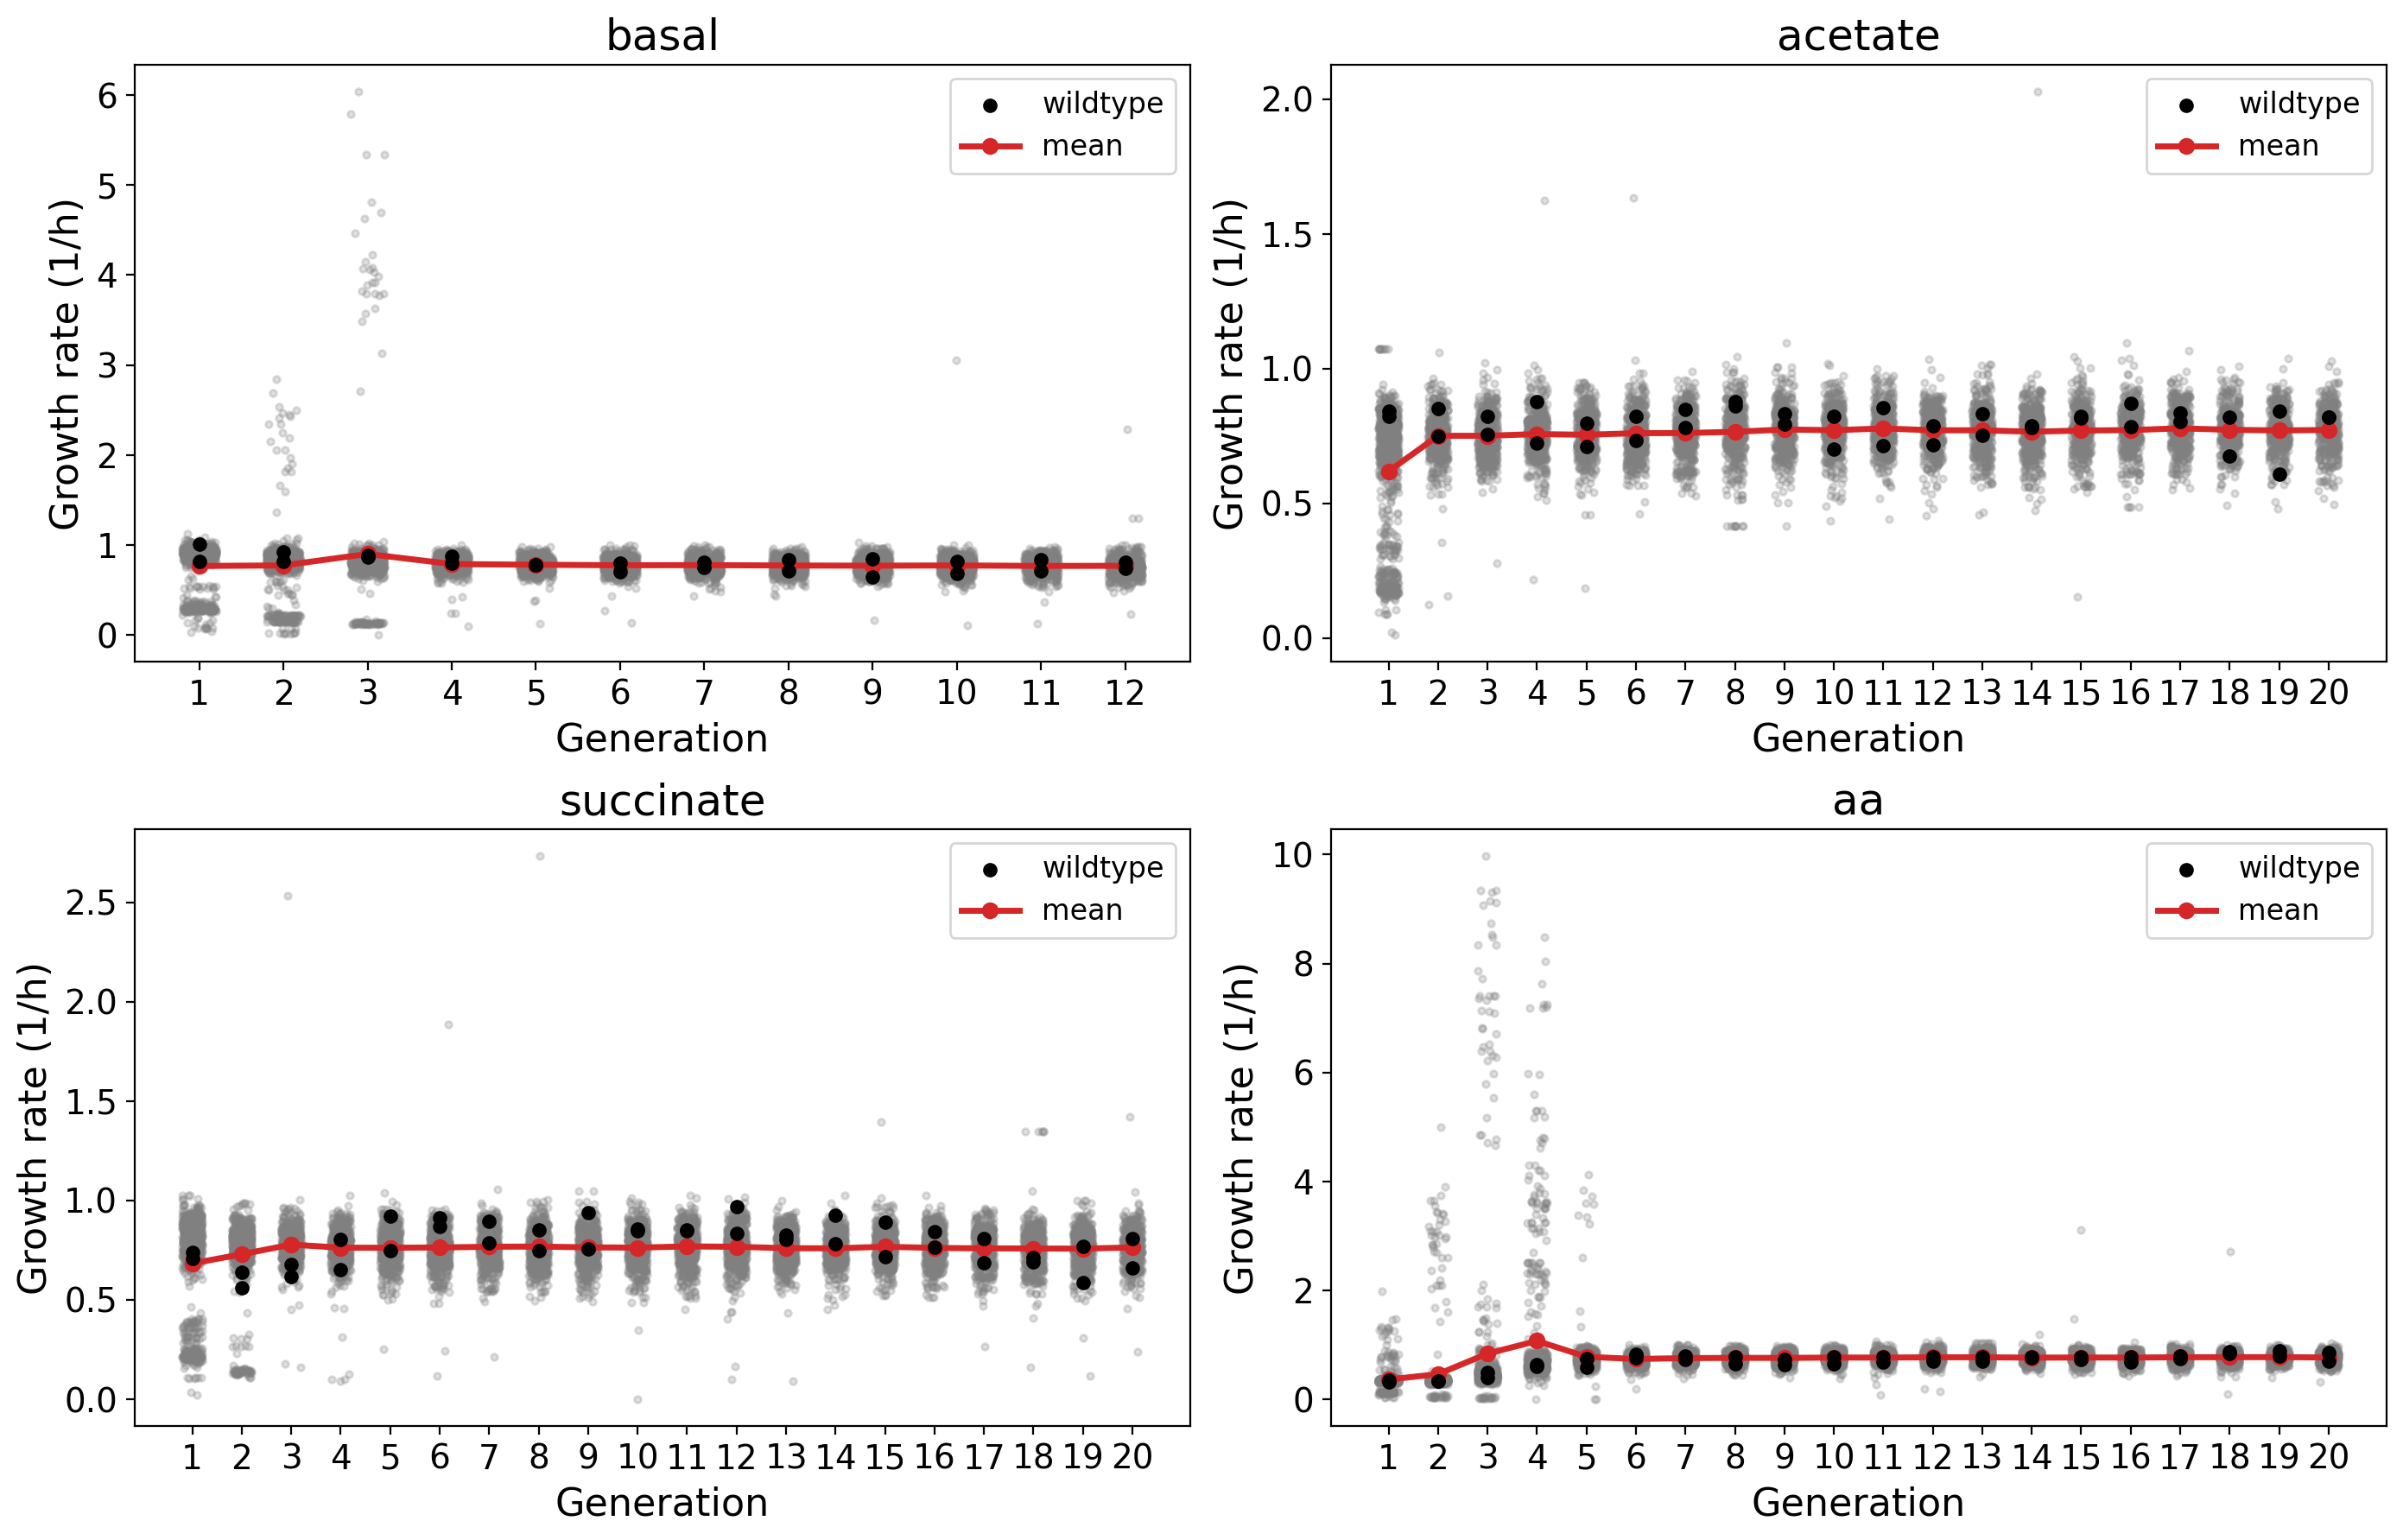 basal
Growth rate (1/h)
6
5
4
3
2
1
0
wildtype
mean
1 2 3 4 5 6 7 8 9 10 11 12
Generation
acetate
Growth rate (1/h)
2.0
1.5
1.0
0.5
0.0
wildtype
mean
1 2 3 4 5 6 7 8 9 10 11 12 13 14 15 16 17 18 19 20
Generation
succinate
Growth rate (1/h)
2.5
2.0
1.5
1.0
0.5
0.0
wildtype
mean
1 2 3 4 5 6 7 8 9 10 11 12 13 14 15 16 17 18 19 20
Generation
aa
Growth rate (1/h)
10
8
6
4
2
0
wildtype
mean
1 2 3 4 5 6 7 8 9 10 11 12 13 14 15 16 17 18 19 20
Generation